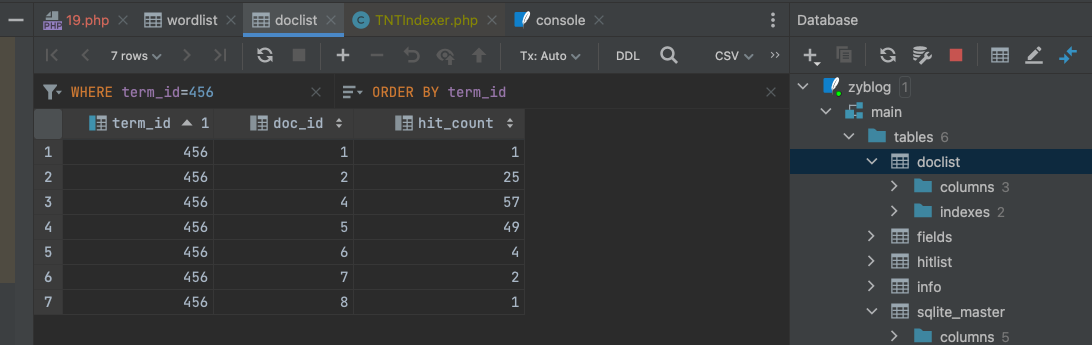 PHP 19.php wordlist doclist TNTIndexer.php console
7 rows Tx: Auto DDL CSV
WHERE term_id=456 ORDER BY term_id
term_id 1 doc_id hit_count
1 456 1 1
2 456 2 25
3 456 4 57
4 456 5 49
5 456 6 4
6 456 7 2
7 456 8 1
Database
zyblog 1
main
tables 6
doclist
columns 3
indexes 2
fields
hitlist
info
sqlite_master
columns 5